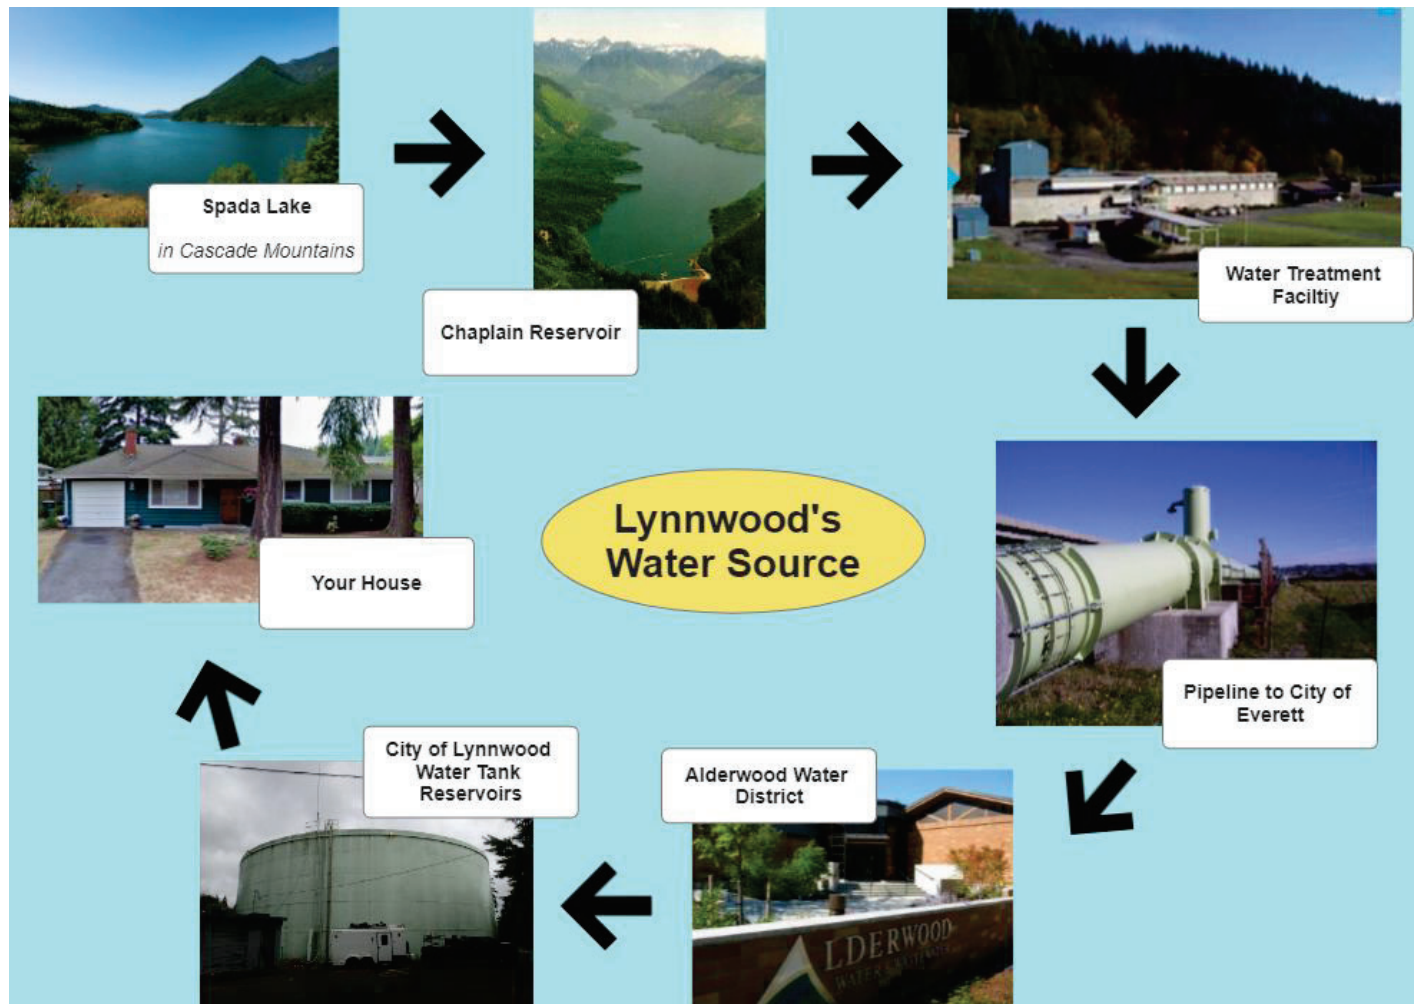 Spada Lake
in Cascade Mountains
Chaplain Reservoir
Water Treatment
Faciltiy
Your House
Lynnwood's
Water Source
Pipeline to City of
Everett
City of Lynnwood
Water Tank
Reservoirs
Alderwood Water
District
LDERWOOD
WATER &